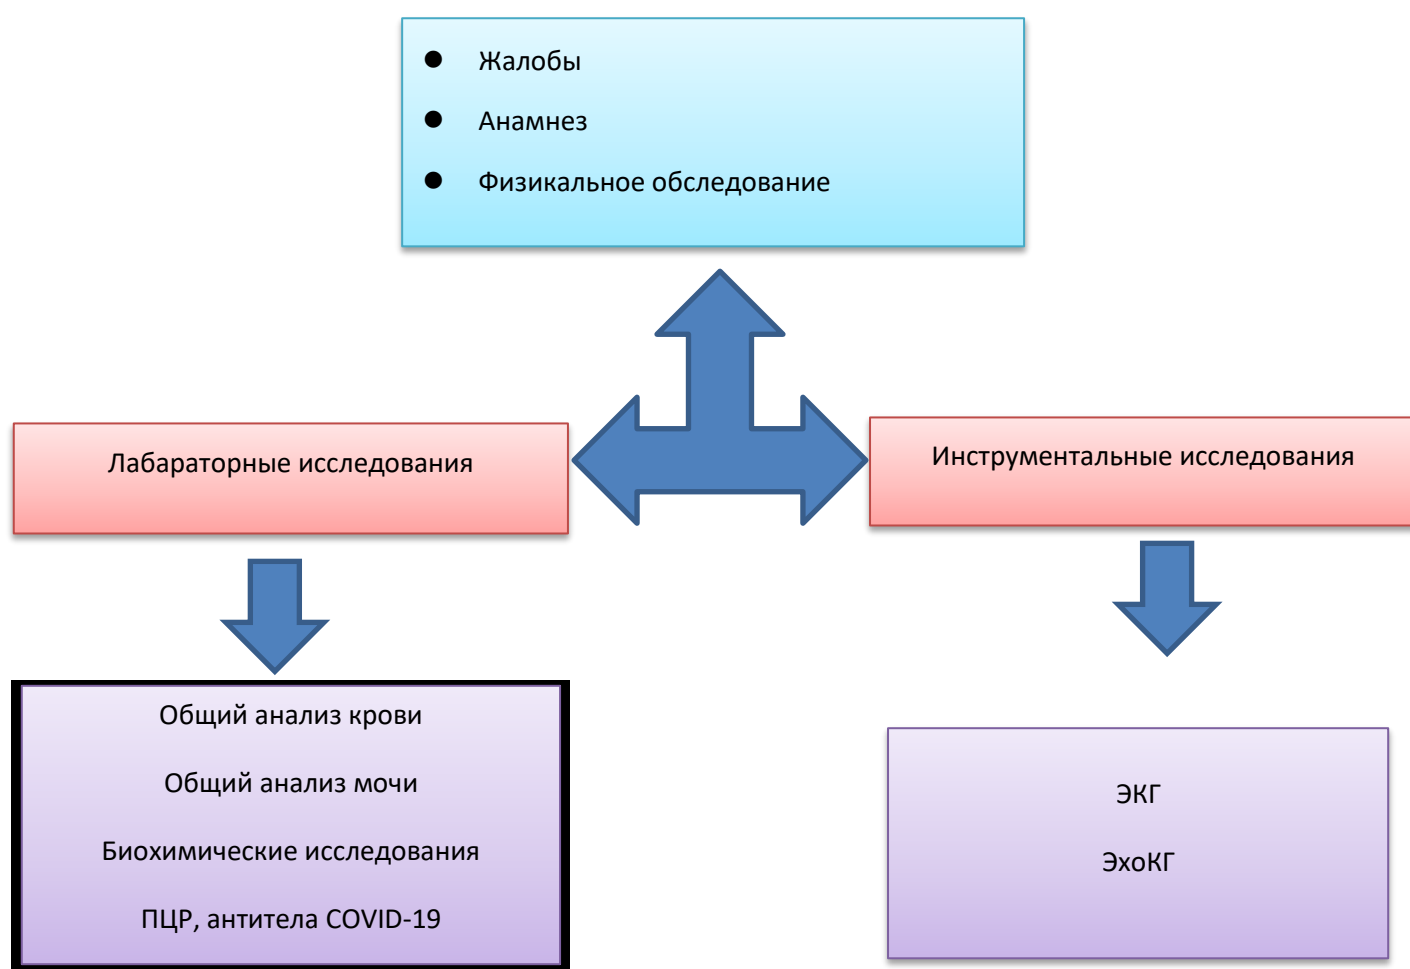 Жалобы
Анамнез
Физикальное обследование
Лабараторные исследования
Инструментальные исследования
Общий анализ крови
Общий анализ мочи
Биохимические исследования
ПЦР, антитела COVID-19
ЭКГ
ЭхоКГ